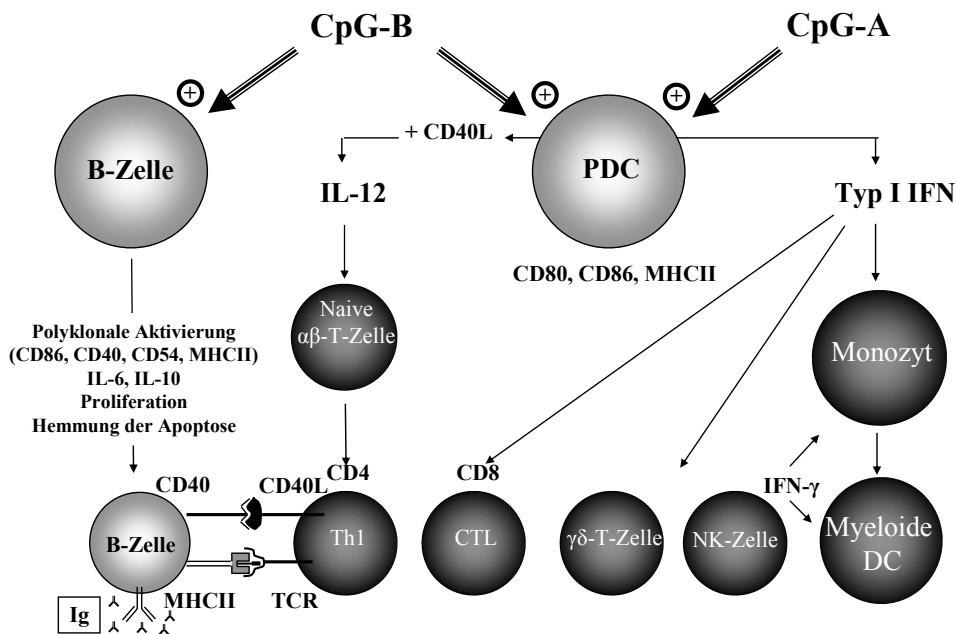 CpG-B
CpG-A
+
+
+
B-Zelle
+ CD40L
PDC
IL-12
Typ I IFN
CD80, CD86, MHCII
Naive
αβ-T-Zelle
Monozyt
Polyklonale Aktivierung
(CD86, CD40, CD54, MHCII)
IL-6, IL-10
Proliferation
Hemmung der Apoptose
CD40
CD40L
CD4
CD8
IFN-γ
B-Zelle
Th1
CTL
γδ-T-Zelle
NK-Zelle
Myeloide
DC
MHCII
TCR
Ig